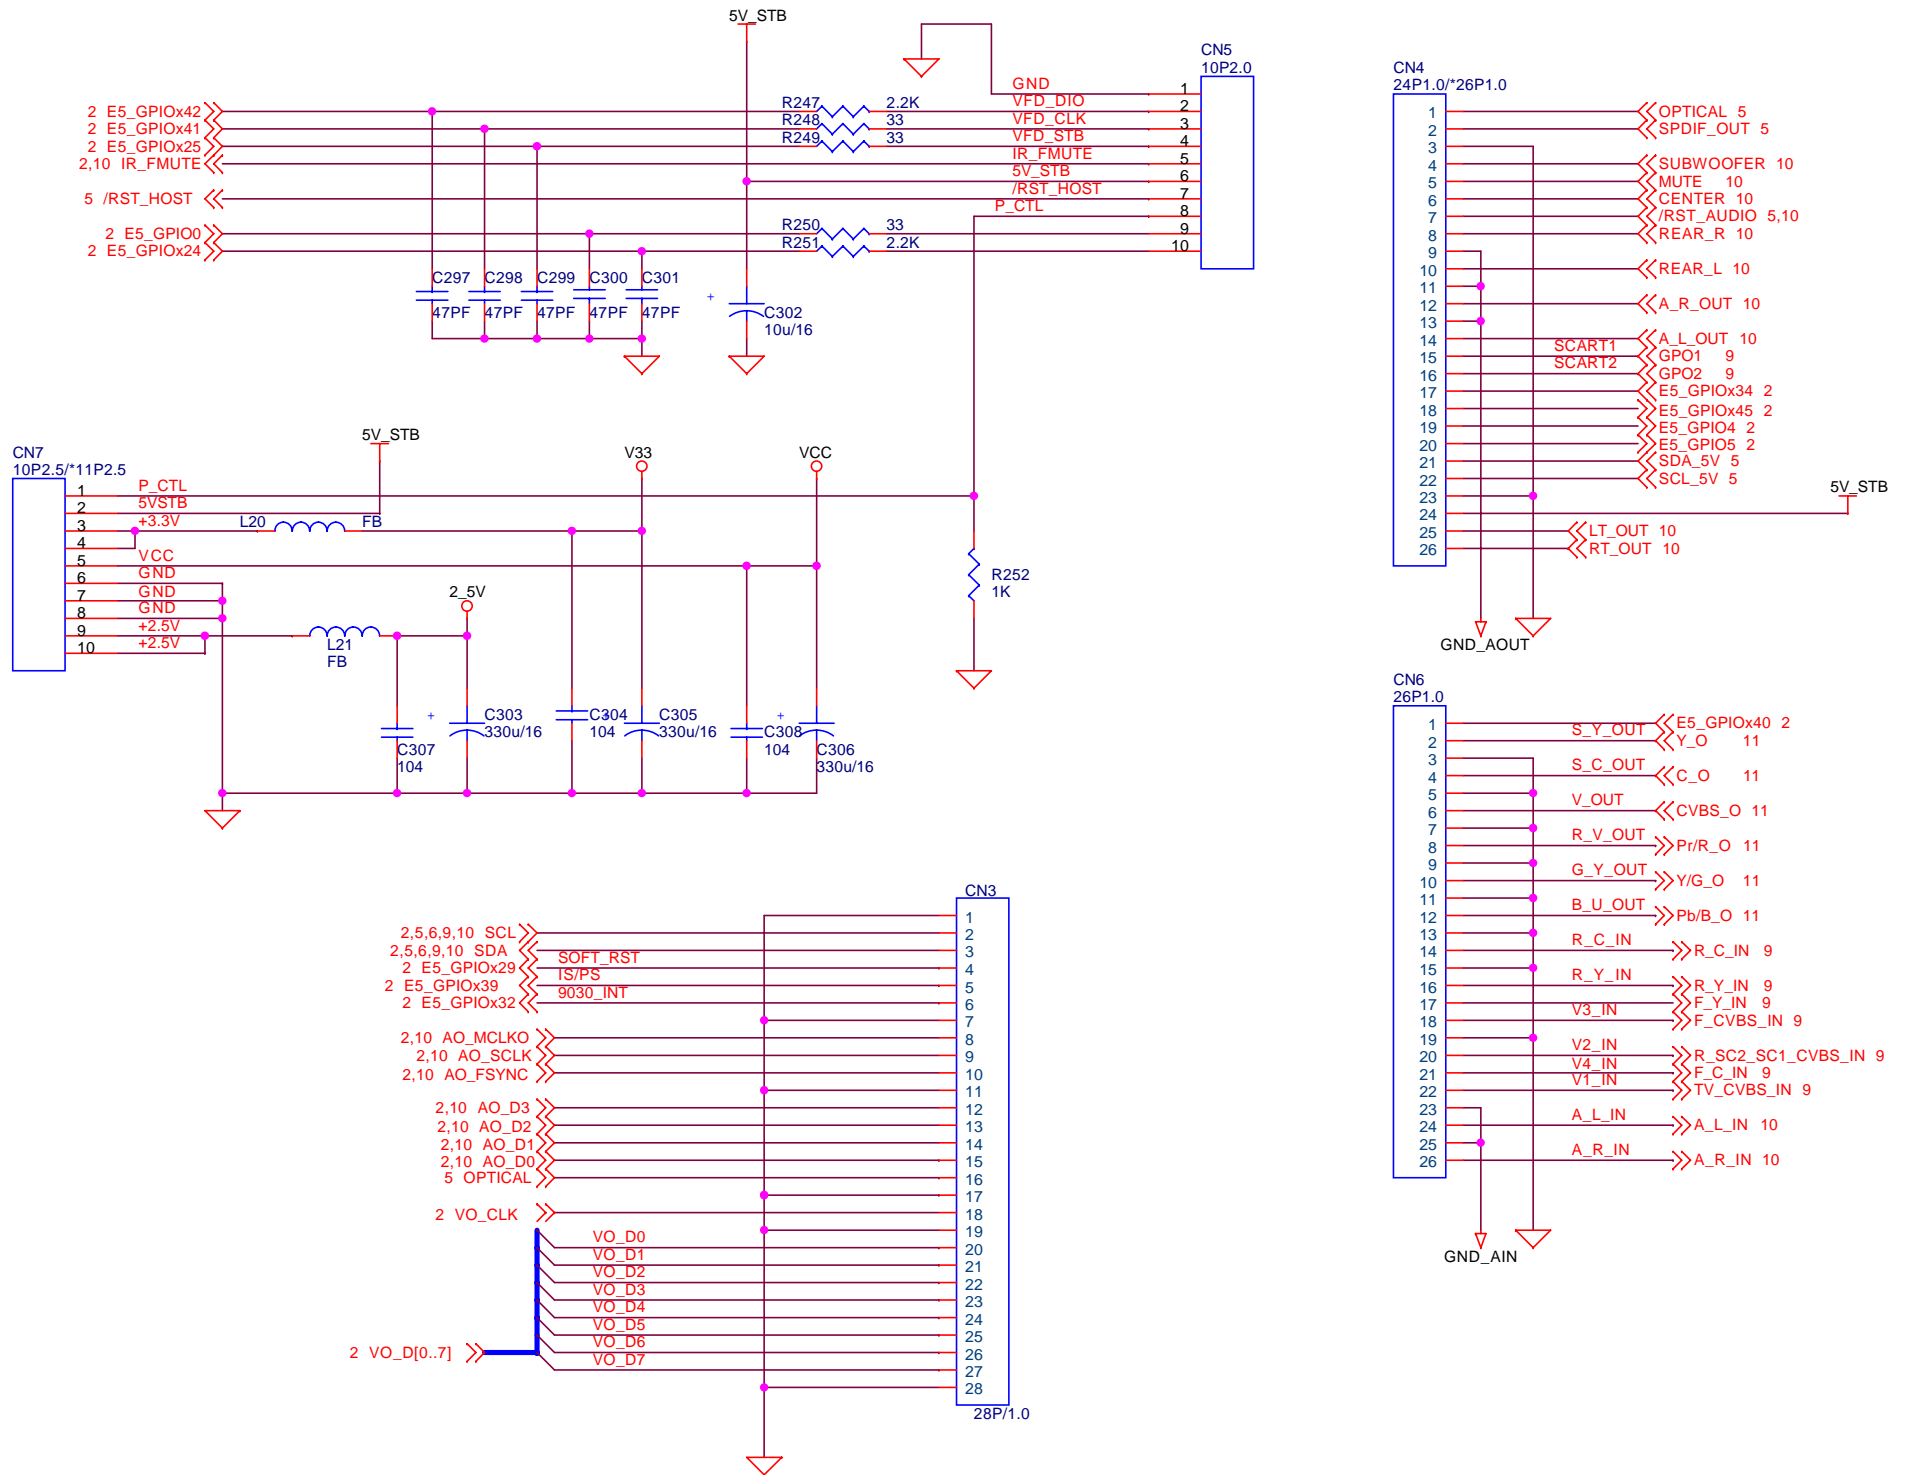 5V_STB
CN5
10P2.0
2 E5_GPIOx42
2 E5_GPIOx41
2 E5_GPIOx25
2,10 IR_FMUTE
5 /RST_HOST
2 E5_GPIO0
2 E5_GPIOx24
R247 2.2K
R248 33
R249 33
R250 33
R251 2.2K
GND 1
VFD_DIO 2
VFD_CLK 3
VFD_STB 4
IR_FMUTE 5
5V_STB 6
/RST_HOST 7
P_CTL 8
9
10
C297 C298 C299 C300 C301
47PF 47PF 47PF 47PF 47PF
+
C302
10u/16
CN7
10P2.5/*11P2.5
5V_STB
V33
VCC
1 P_CTL
2 5VSTB
3 +3.3V
4
5 VCC
6 GND
7 GND
8 GND
9 +2.5V
10 +2.5V
L20 FB
2_5V
L21
FB
R252
1K
C307
104
+
C303
330u/16
C304
104
+
C305
330u/16
C308
104
+
C306
330u/16
CN3
2,5,6,9,10 SCL
2,5,6,9,10 SDA
2 E5_GPIOx29 SOFT_RST
2 E5_GPIOx39 IS/PS
2 E5_GPIOx32 9030_INT
2,10 AO_MCLKO
2,10 AO_SCLK
2,10 AO_FSYNC
2,10 AO_D3
2,10 AO_D2
2,10 AO_D1
2,10 AO_D0
5 OPTICAL
2 VO_CLK
VO_D0
VO_D1
VO_D2
VO_D3
VO_D4
VO_D5
VO_D6
VO_D7
2 VO_D[0..7]
1
2
3
4
5
6
7
8
9
10
11
12
13
14
15
16
17
18
19
20
21
22
23
24
25
26
27
28
28P/1.0
CN4
24P1.0/*26P1.0
1 OPTICAL 5
2 SPDIF_OUT 5
3
4 SUBWOOFER 10
5 MUTE 10
6 CENTER 10
7 /RST_AUDIO 5,10
8 REAR_R 10
9
10 REAR_L 10
11
12 A_R_OUT 10
13
14 A_L_OUT 10
15 SCART1 GPO1 9
16 SCART2 GPO2 9
17 E5_GPIOx34 2
18 E5_GPIOx45 2
19 E5_GPIO4 2
20 E5_GPIO5 2
21 SDA_5V 5
22 SCL_5V 5
23
24 5V_STB
25 LT_OUT 10
26 RT_OUT 10
GND_AOUT
CN6
26P1.0
1 E5_GPIOx40 2
2 S_Y_OUT Y_O 11
3
4 S_C_OUT C_O 11
5
6 V_OUT CVBS_O 11
7
8 R_V_OUT Pr/R_O 11
9
10 G_Y_OUT Y/G_O 11
11
12 B_U_OUT Pb/B_O 11
13
14 R_C_IN R_C_IN 9
15
16 R_Y_IN R_Y_IN 9
17 F_Y_IN 9
18 V3_IN F_CVBS_IN 9
19
20 V2_IN R_SC2_SC1_CVBS_IN 9
21 V4_IN F_C_IN 9
22 V1_IN TV_CVBS_IN 9
23
24 A_L_IN A_L_IN 10
25
26 A_R_IN A_R_IN 10
GND_AIN